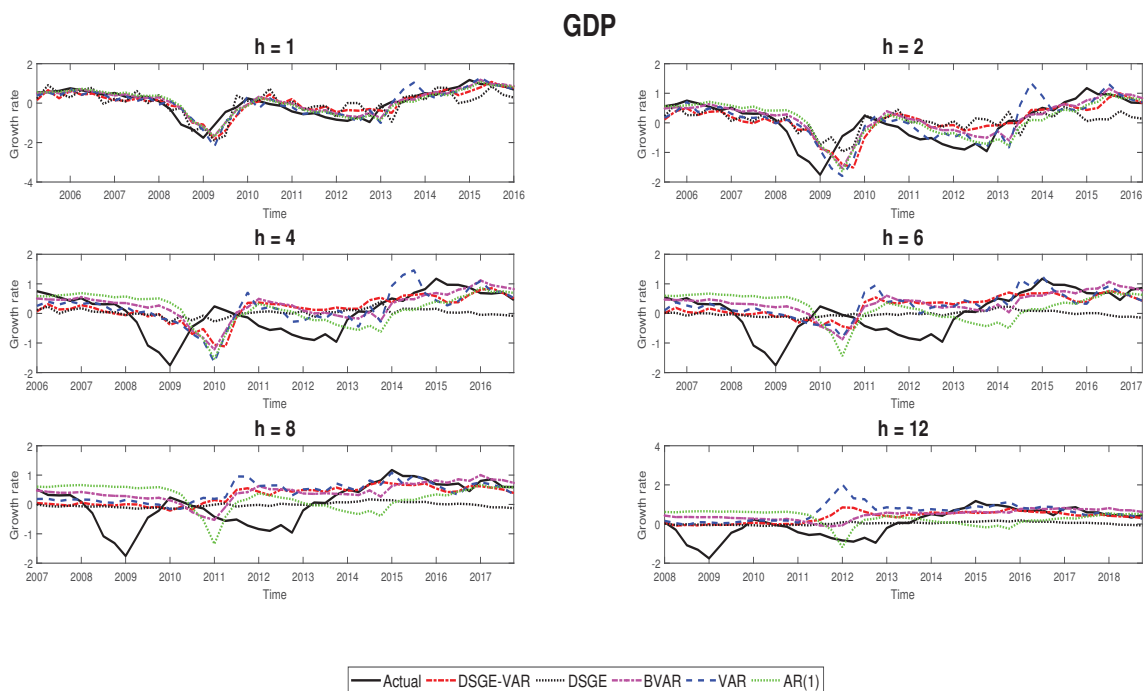 GDP
h = 1
Growth rate
2
0
-2
-4
2006 2007 2008 2009 2010 2011 2012 2013 2014 2015 2016
Time
h = 2
Growth rate
2
1
0
-1
-2
2006 2007 2008 2009 2010 2011 2012 2013 2014 2015 2016
Time
h = 4
Growth rate
2
1
0
-1
-2
2006 2007 2008 2009 2010 2011 2012 2013 2014 2015 2016
Time
h = 6
Growth rate
2
1
0
-1
-2
2007 2008 2009 2010 2011 2012 2013 2014 2015 2016 2017
Time
h = 8
Growth rate
2
1
0
-1
-2
2007 2008 2009 2010 2011 2012 2013 2014 2015 2016 2017
Time
h = 12
Growth rate
4
2
0
-2
2008 2009 2010 2011 2012 2013 2014 2015 2016 2017 2018
Time
Actual DSGE-VAR DSGE BVAR VAR AR(1)